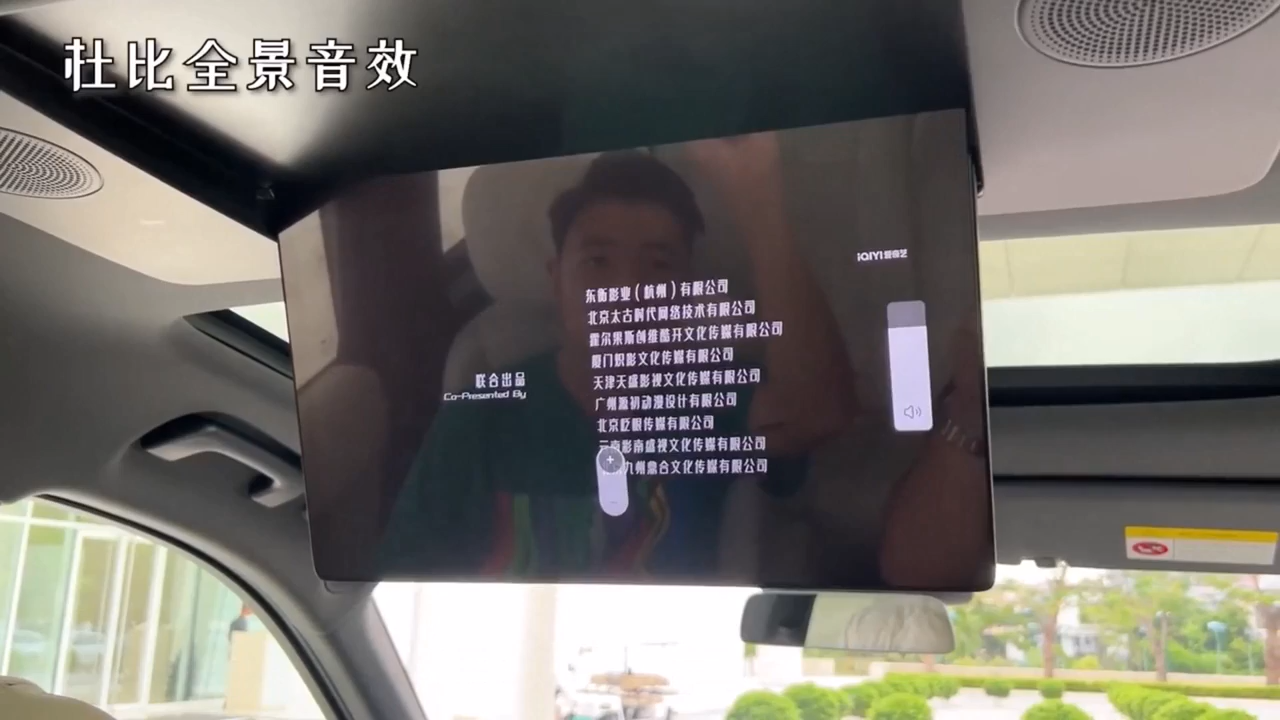 杜比全景音效
iQIYI 爱奇艺
东衡影业（杭州）有限公司
北京太古时代网络技术有限公司
霍尔果斯创维酷开文化传媒有限公司
厦门炽影文化传媒有限公司
联合出品
Co-Presented By
天津天盛影视文化传媒有限公司
广州源初动漫设计有限公司
北京眨眼传媒有限公司
云南影南盛视文化传媒有限公司
九州鼎合文化传媒有限公司